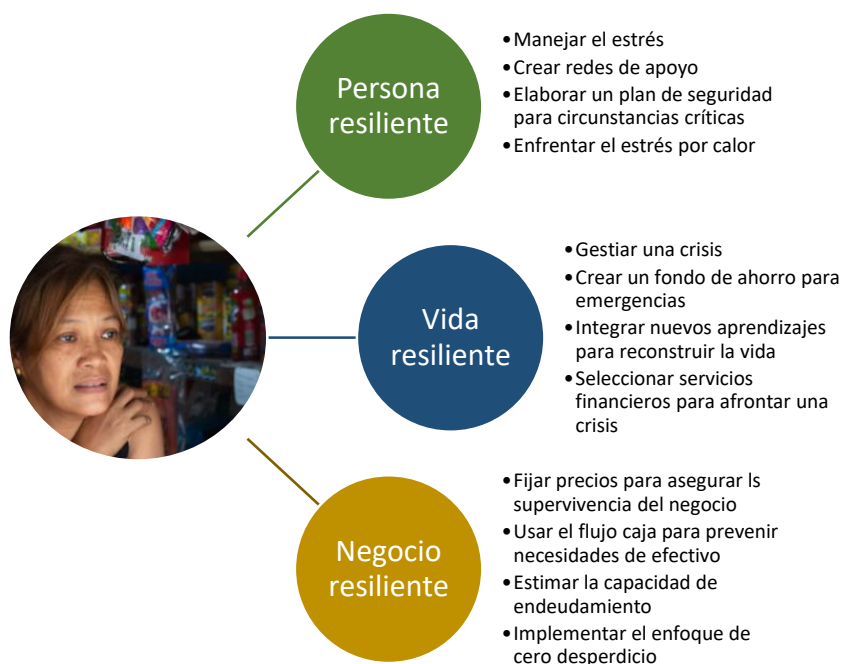 Persona
resiliente
•Manejar el estrés
•Crear redes de apoyo
•Elaborar un plan de seguridad
para circunstancias críticas
•Enfrentar el estrés por calor
Vida
resiliente
•Gestiar una crisis
•Crear un fondo de ahorro para
emergencias
•Integrar nuevos aprendizajes
para reconstruir la vida
•Seleccionar servicios
financieros para afrontar una
crisis
Negocio
resiliente
•Fijar precios para asegurar ls
supervivencia del negocio
•Usar el flujo caja para prevenir
necesidades de efectivo
•Estimar la capacidad de
endeudamiento
•Implementar el enfoque de
cero desperdicio